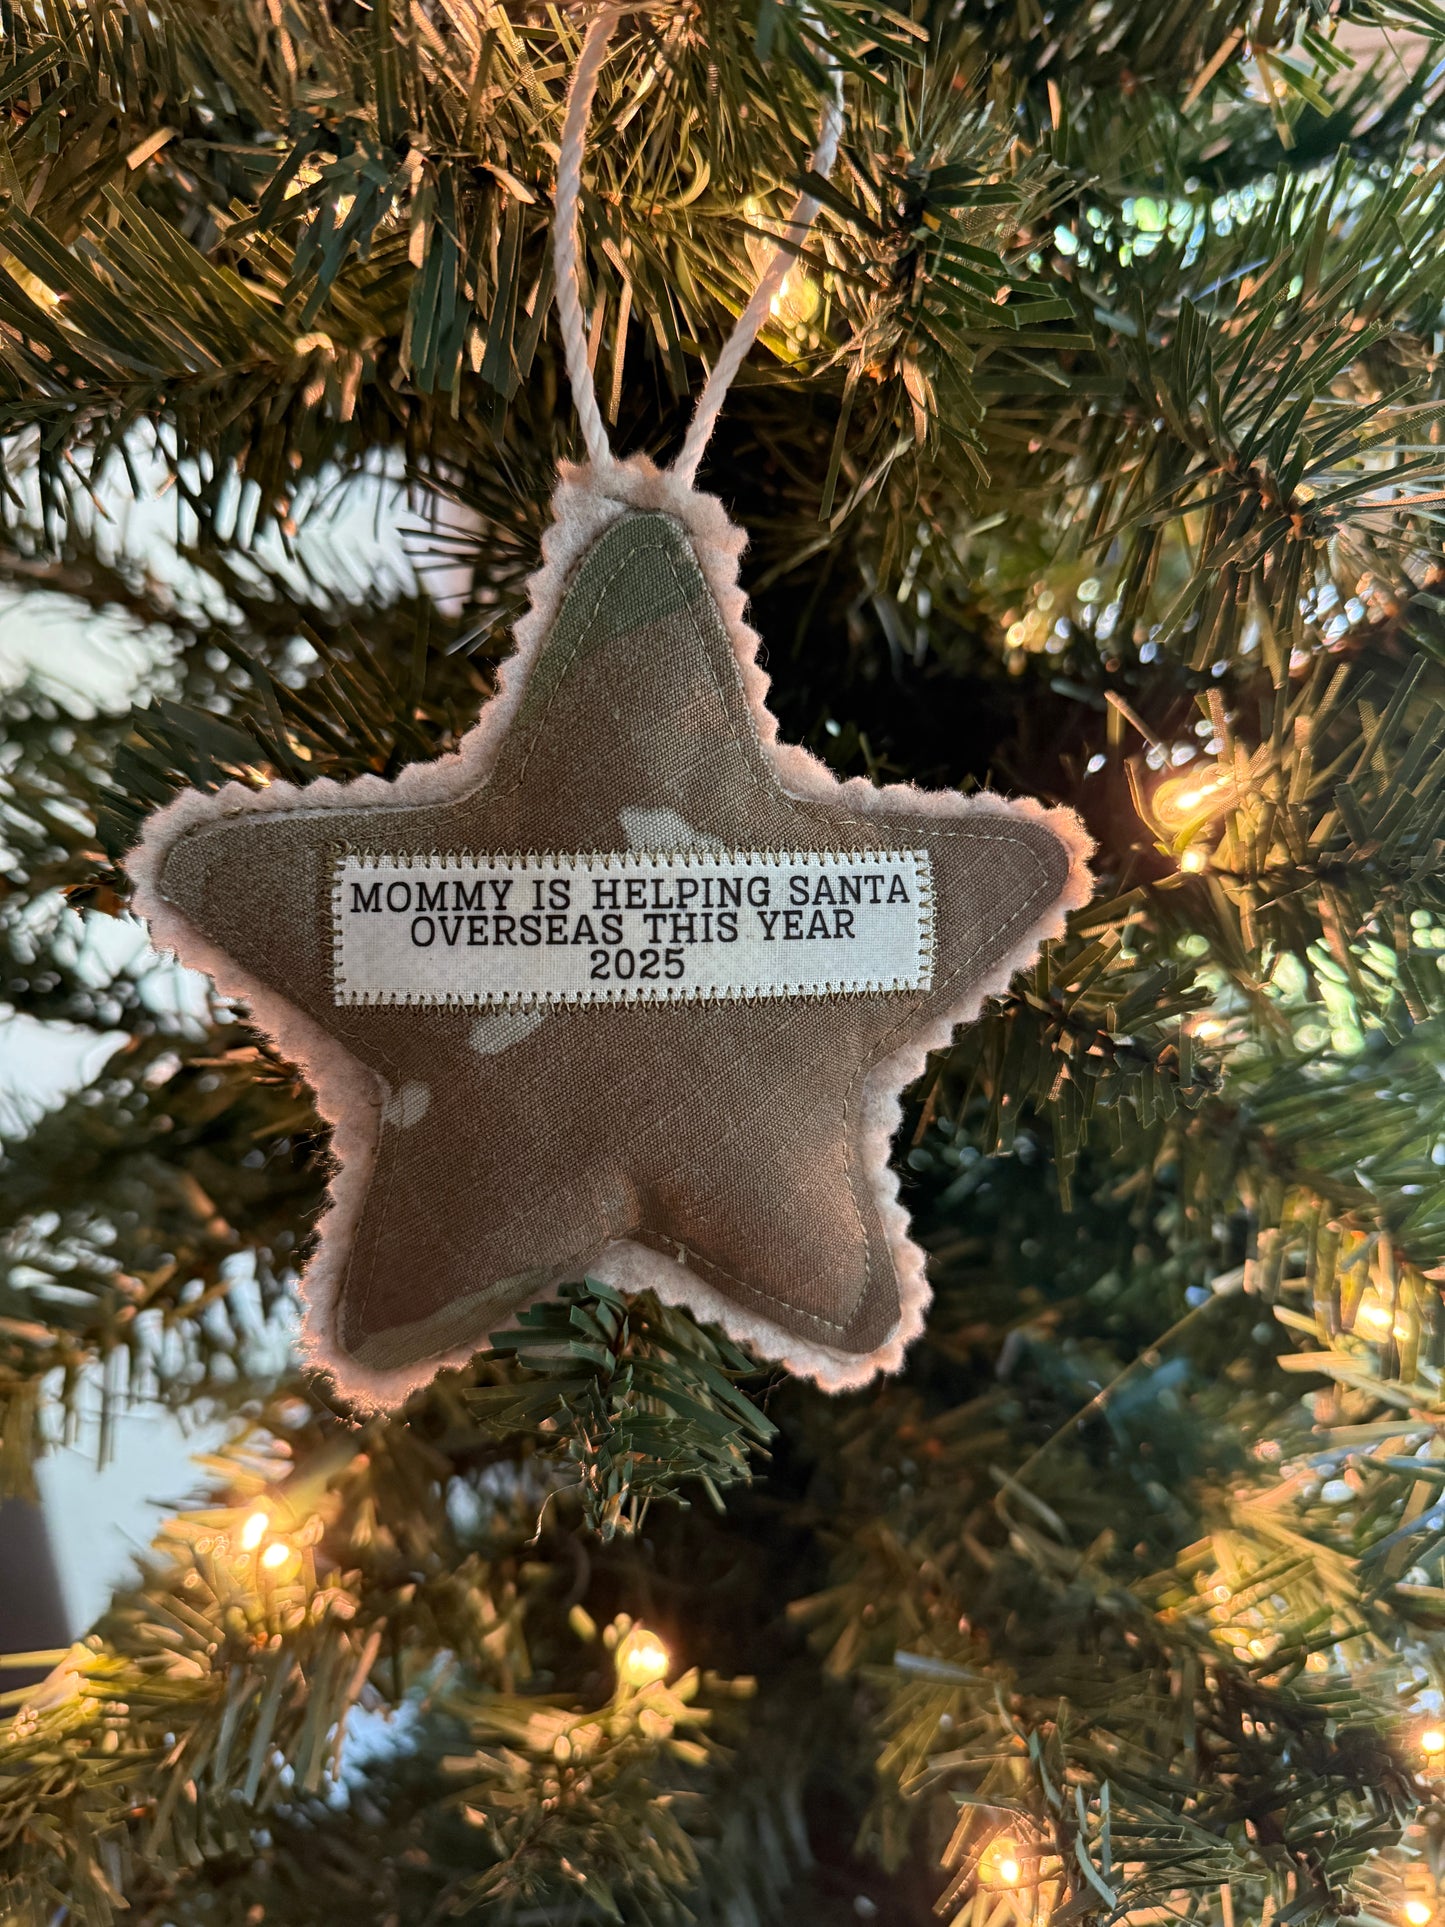 MOMMY IS HELPING SANTA
OVERSEAS THIS YEAR
2025